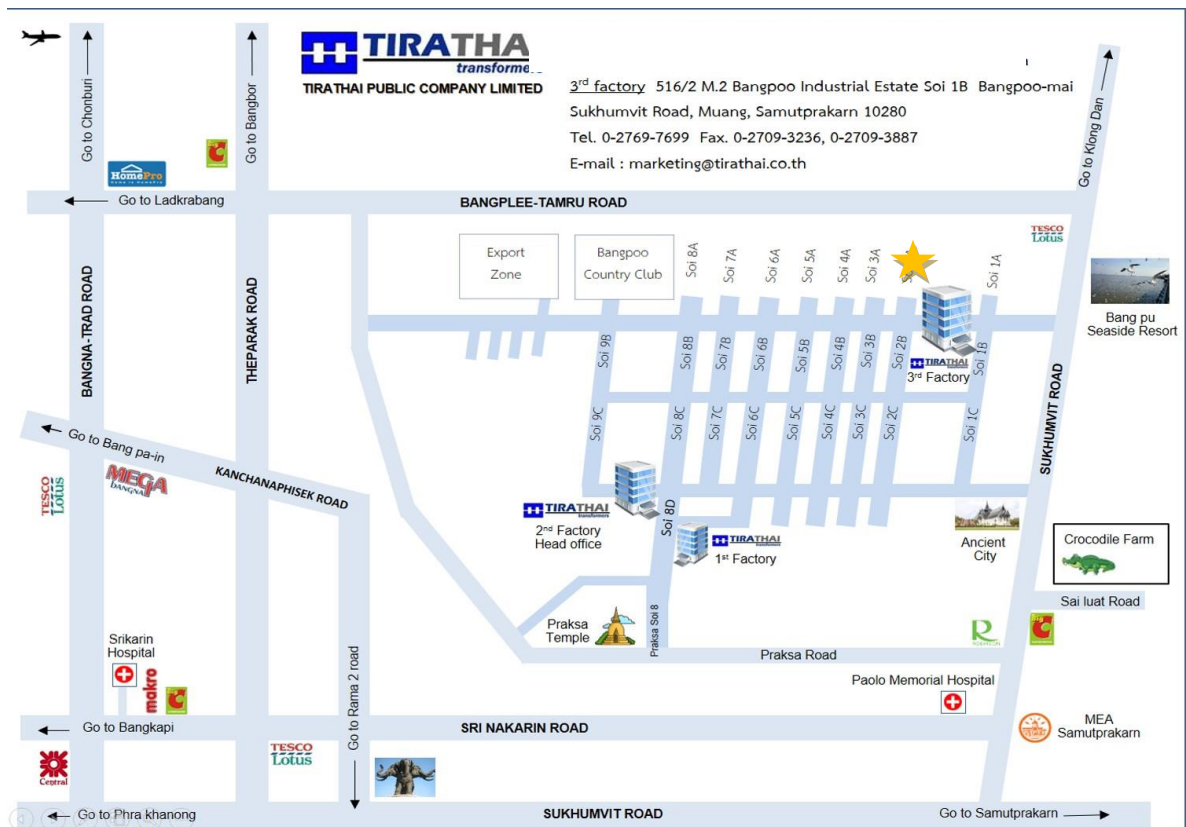 TIRATHA
transforme
TIRATHAI PUBLIC COMPANY LIMITED
3rd factory 516/2 M.2 Bangpoo Industrial Estate Soi 1B Bangpoo-mai
Sukhumvit Road, Muang, Samutprakarn 10280
Tel. 0-2769-7699 Fax. 0-2709-3236, 0-2709-3887
E-mail : marketing@tirathai.co.th
Go to Chonburi
Go to Bangbor
Go to Klong Dan
HomePro
Big C
Go to Ladkrabang
BANGPLEE-TAMRU ROAD
TESCO
Lotus
Export
Zone
Bangpoo
Country Club
Soi 8A
Soi 7A
Soi 6A
Soi 5A
Soi 4A
Soi 3A
Soi 1A
Bang pu
Seaside Resort
BANGNA-TRAD ROAD
THEPARAK ROAD
SUKHUMVIT ROAD
Soi 9B
Soi 8B
Soi 7B
Soi 6B
Soi 5B
Soi 4B
Soi 3B
Soi 2B
Soi 1B
TIRATHAI
3rd Factory
Soi 9C
Soi 8C
Soi 7C
Soi 6C
Soi 5C
Soi 4C
Soi 3C
Soi 2C
Soi 1C
Go to Bang pa-in
KANCHANAPHISEK ROAD
TESCO
Lotus
MEGA
BANGNA
TIRATHAI
transformers
2nd Factory
Head office
Soi 8D
TIRATHAI
1st Factory
Ancient
City
Crocodile Farm
Sai luat Road
Praksa
Temple
Praksa Soi 8
Praksa Road
R
ROBINSON
Big C
Srikarin
Hospital
makro
Big C
Go to Rama 2 road
Paolo Memorial Hospital
Go to Bangkapi
SRI NAKARIN ROAD
MEA
Samutprakarn
Central
TESCO
Lotus
Go to Phra khanong
SUKHUMVIT ROAD
Go to Samutprakarn